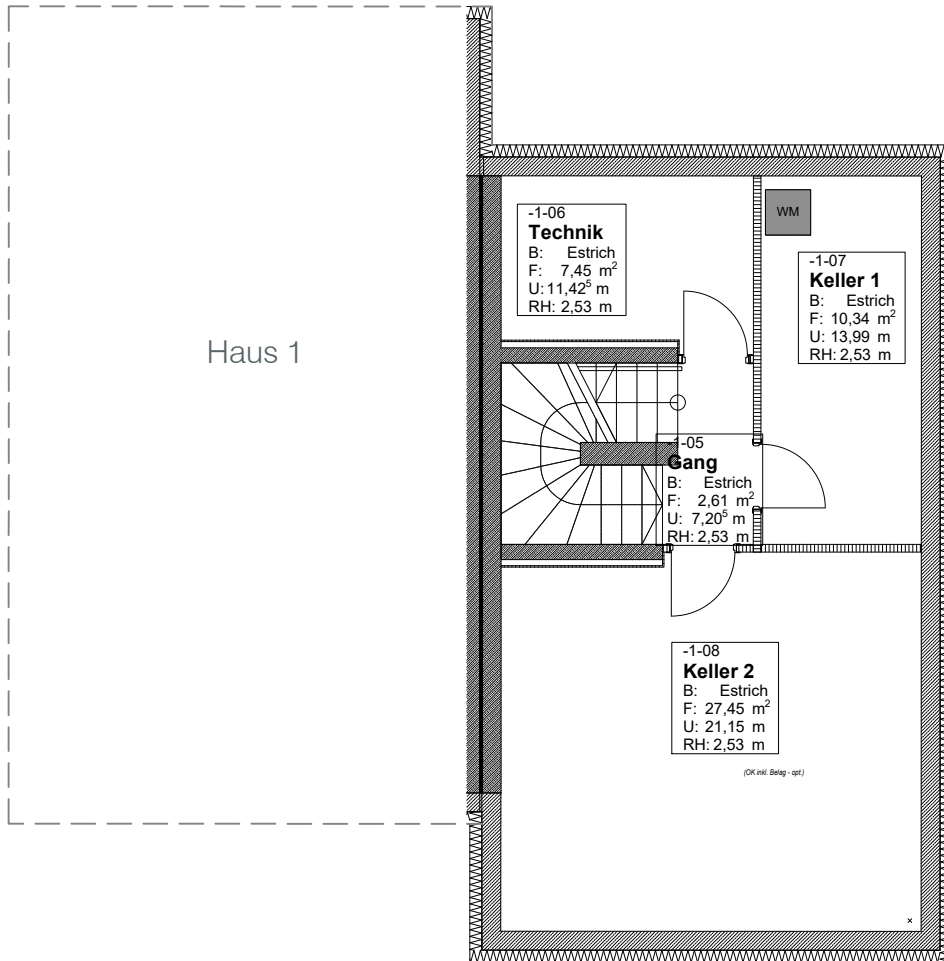 -1-06
Technik
B: Estrich
F: 7,45 m²
U: 11,42⁵ m
RH: 2,53 m
WM
-1-07
Keller 1
B: Estrich
F: 10,34 m²
U: 13,99 m
RH: 2,53 m
Haus 1
-1-05
Gang
B: Estrich
F: 2,61 m²
U: 7,20⁵ m
RH: 2,53 m
-1-08
Keller 2
B: Estrich
F: 27,45 m²
U: 21,15 m
RH: 2,53 m
(OK inkl. Belag - opt.)